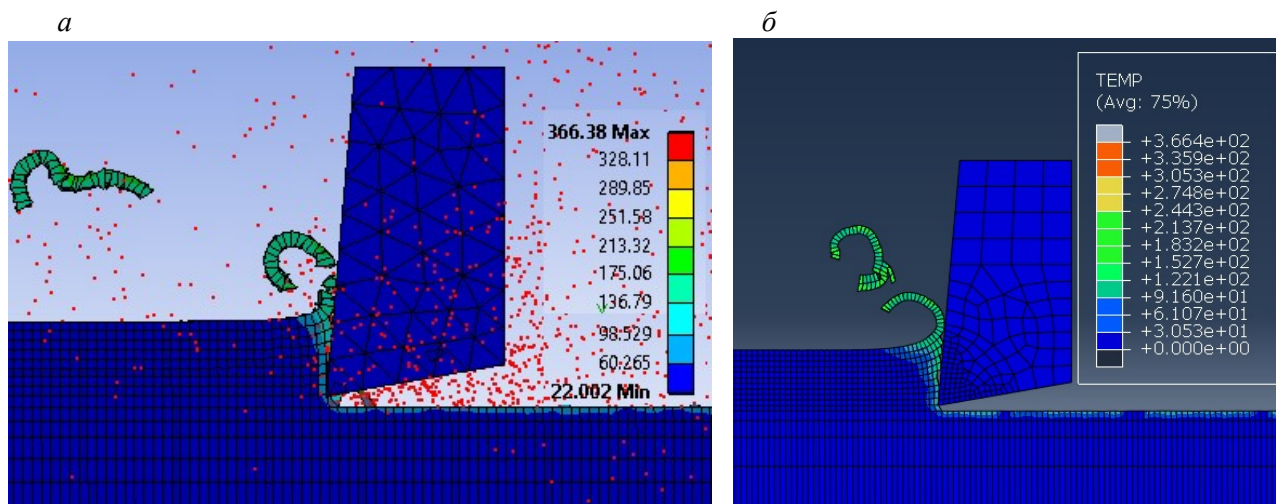 а
б
366.38 Max
328.11
289.85
251.58
213.32
175.06
136.79
98.529
60.265
22.002 Min
TEMP
(Avg: 75%)
+3.664e+02
+3.359e+02
+3.053e+02
+2.748e+02
+2.443e+02
+2.137e+02
+1.832e+02
+1.527e+02
+1.221e+02
+9.160e+01
+6.107e+01
+3.053e+01
+0.000e+00